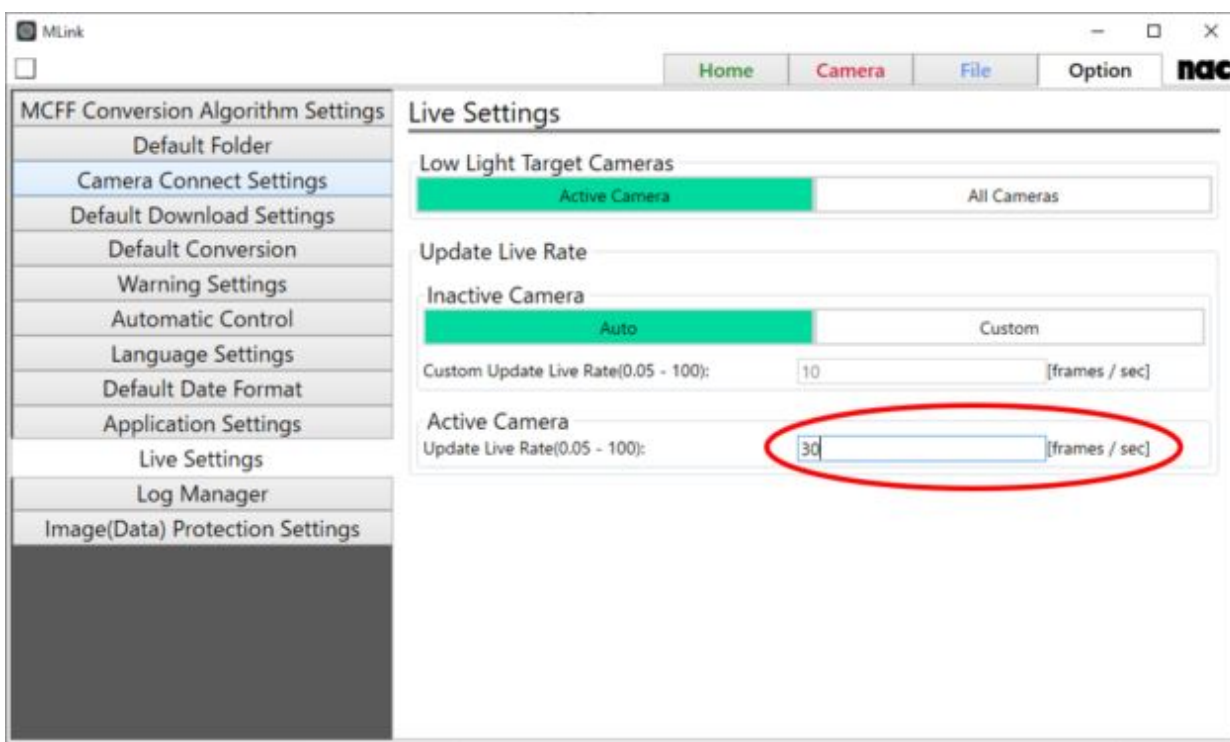 MLink
Home Camera File Option nac
MCFF Conversion Algorithm Settings
Default Folder
Camera Connect Settings
Default Download Settings
Default Conversion
Warning Settings
Automatic Control
Language Settings
Default Date Format
Application Settings
Live Settings
Log Manager
Image(Data) Protection Settings
Live Settings
Low Light Target Cameras
Active Camera All Cameras
Update Live Rate
Inactive Camera
Auto Custom
Custom Update Live Rate(0.05 - 100): 10 [frames / sec]
Active Camera
Update Live Rate(0.05 - 100): 30 [frames / sec]